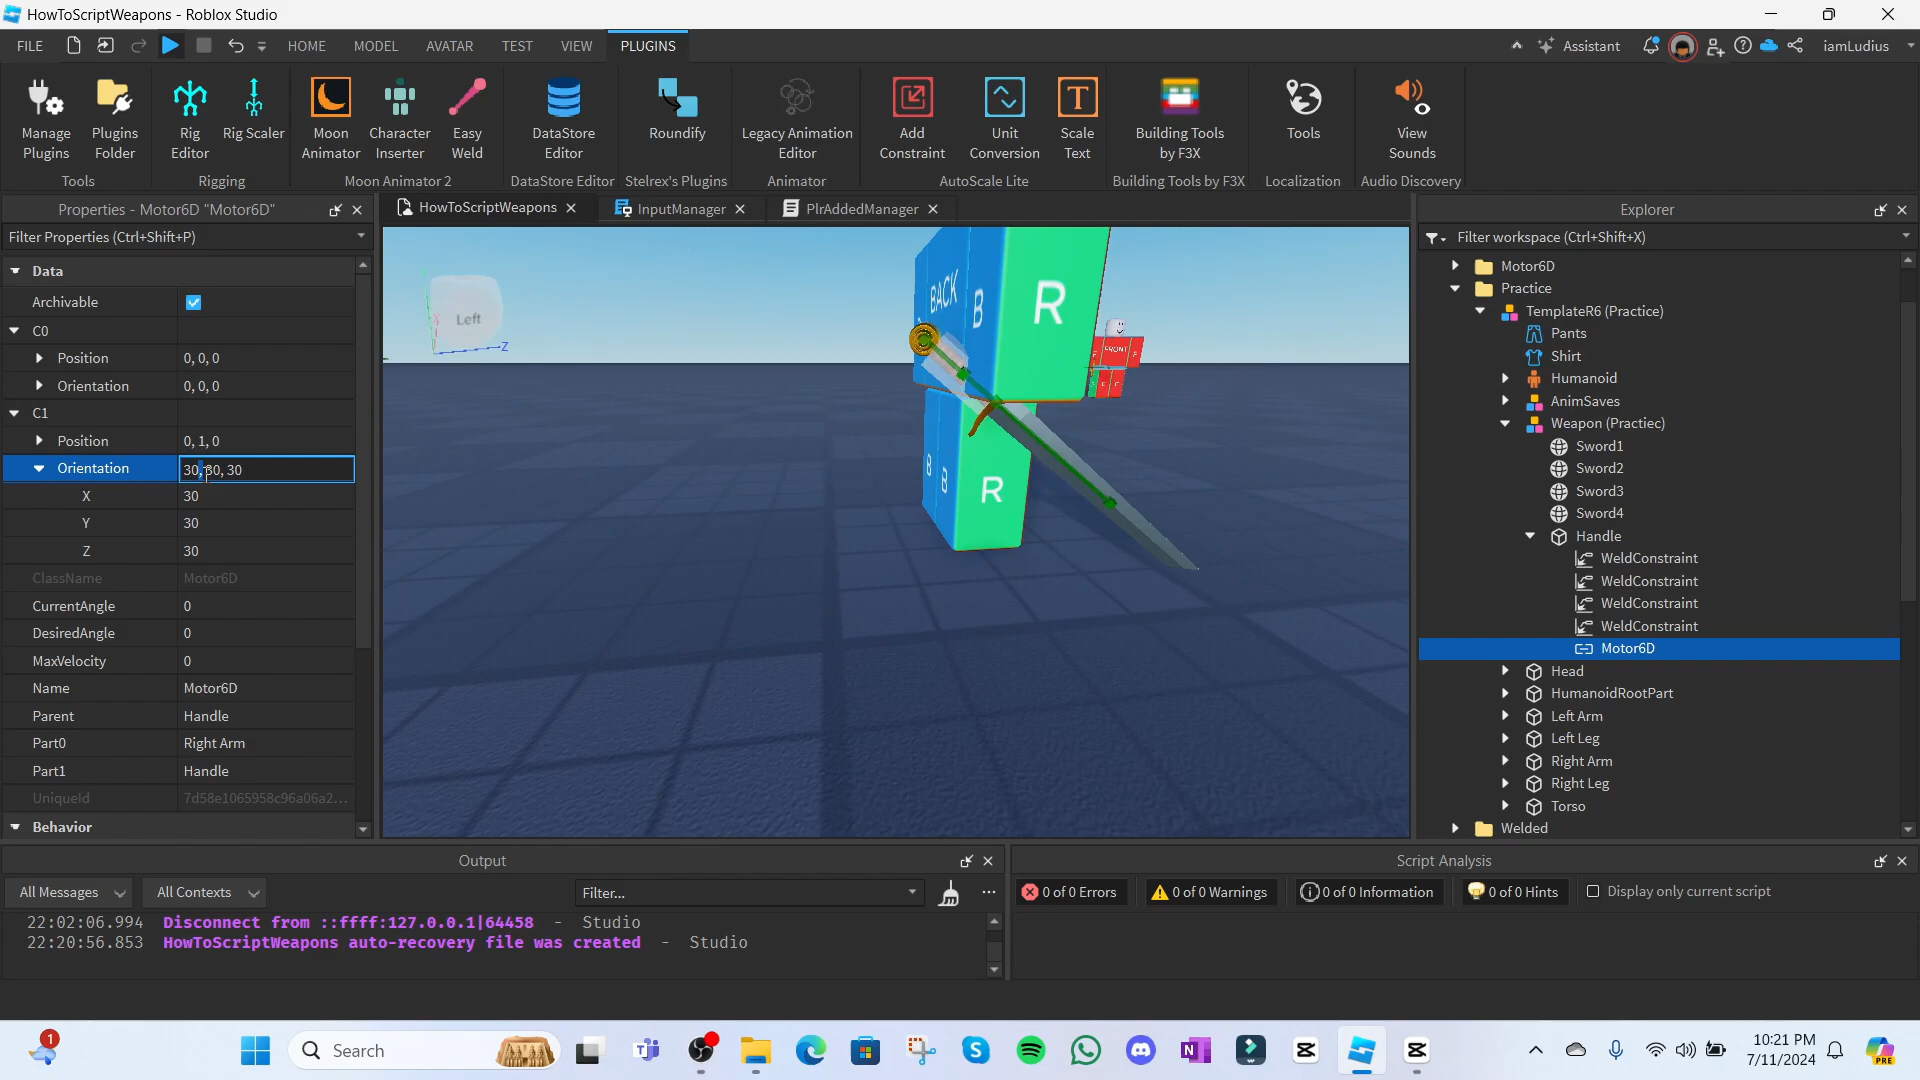 HowToScriptWeapons - Roblox Studio
FILE HOME MODEL AVATAR TEST VIEW PLUGINS Assistant iamLudius
Manage Plugins
Plugins Folder
Rig Editor
Rig Scaler
Moon Animator
Character Inserter
Easy Weld
DataStore Editor
Roundify
Legacy Animation Editor
Add Constraint
Unit Conversion
Scale Text
Building Tools by F3X
Tools
View Sounds
Tools Rigging Moon Animator 2 DataStore Editor Stelrex's Plugins Animator AutoScale Lite Building Tools by F3X Localization Audio Discovery
Properties - Motor6D "Motor6D"
Filter Properties (Ctrl+Shift+P)
Data
Archivable
C0
Position 0, 0, 0
Orientation 0, 0, 0
C1
Position 0, 1, 0
Orientation 30, 30, 30
X 30
Y 30
Z 30
ClassName Motor6D
CurrentAngle 0
DesiredAngle 0
MaxVelocity 0
Name Motor6D
Parent Handle
Part0 Right Arm
Part1 Handle
UniqueId 7d58e1065958c96a06a2...
Behavior
HowToScriptWeapons InputManager PlrAddedManager
Left
Z
BACK B R
FRONT
B B R
Explorer
Filter workspace (Ctrl+Shift+X)
Motor6D
Practice
TemplateR6 (Practice)
Pants
Shirt
Humanoid
AnimSaves
Weapon (Practiec)
Sword1
Sword2
Sword3
Sword4
Handle
WeldConstraint
WeldConstraint
WeldConstraint
WeldConstraint
Motor6D
Head
HumanoidRootPart
Left Arm
Left Leg
Right Arm
Right Leg
Torso
Welded
Output
All Messages All Contexts Filter...
22:02:06.994 Disconnect from ::ffff:127.0.0.1|64458 - Studio
22:20:56.853 HowToScriptWeapons auto-recovery file was created - Studio
Script Analysis
0 of 0 Errors 0 of 0 Warnings 0 of 0 Information 0 of 0 Hints Display only current script
1
Search
10:21 PM
7/11/2024
PRE